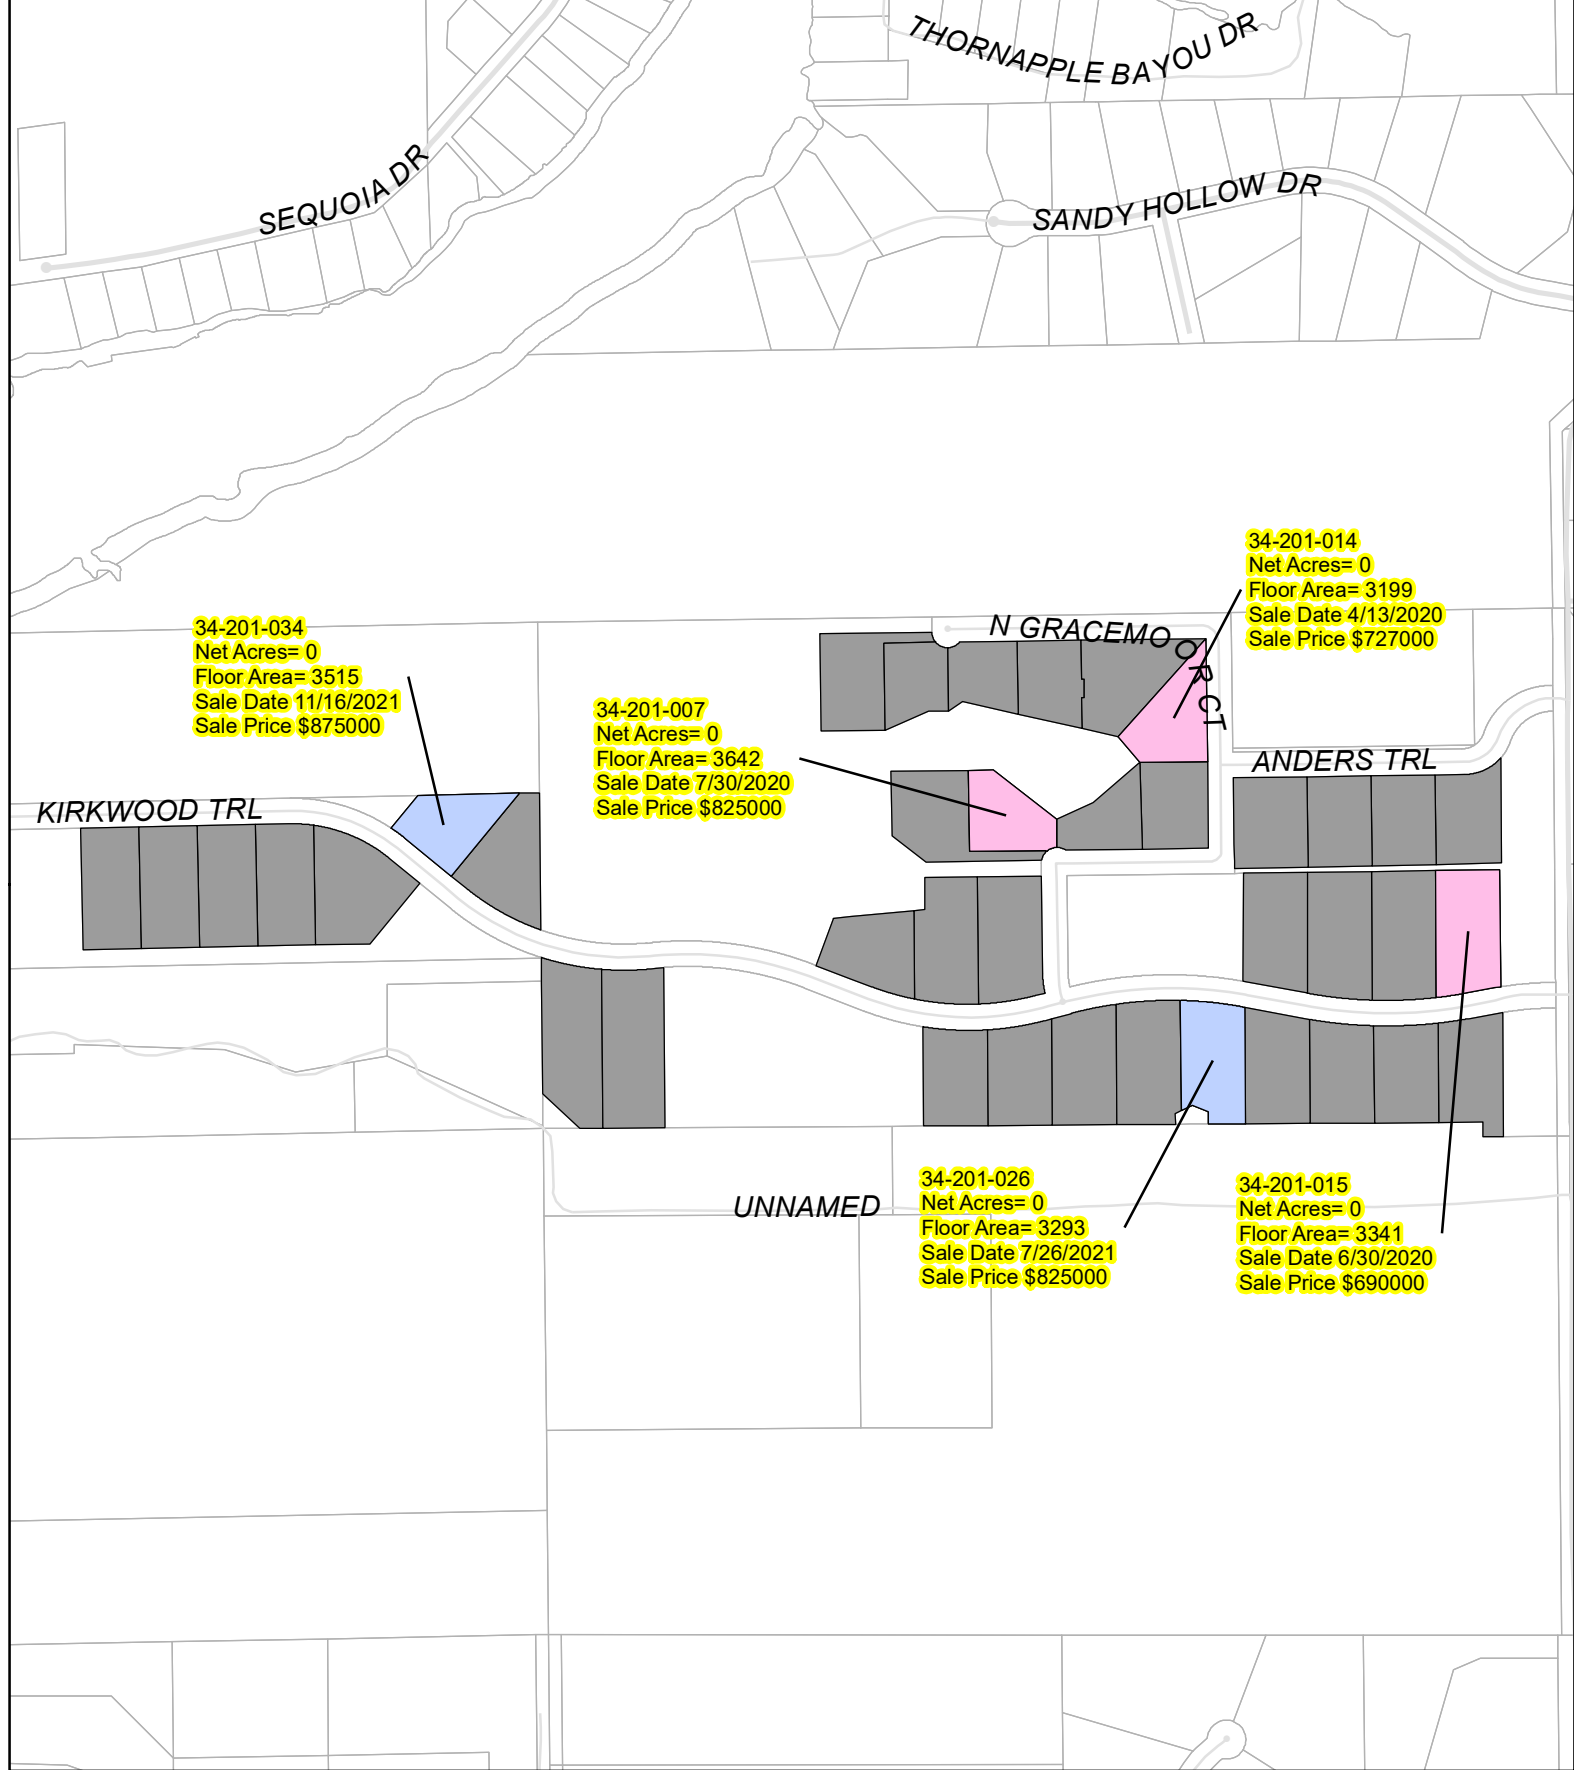 THORNAPPLE BAYOU DR
SEQUOIA DR
SANDY HOLLOW DR
34-201-014
Net Acres= 0
Floor Area= 3199
Sale Date 4/13/2020
Sale Price $727000
N GRACEMOOR CT
34-201-034
Net Acres= 0
Floor Area= 3515
Sale Date 11/16/2021
Sale Price $875000
34-201-007
Net Acres= 0
Floor Area= 3642
Sale Date 7/30/2020
Sale Price $825000
ANDERS TRL
KIRKWOOD TRL
UNNAMED
34-201-026
Net Acres= 0
Floor Area= 3293
Sale Date 7/26/2021
Sale Price $825000
34-201-015
Net Acres= 0
Floor Area= 3341
Sale Date 6/30/2020
Sale Price $690000